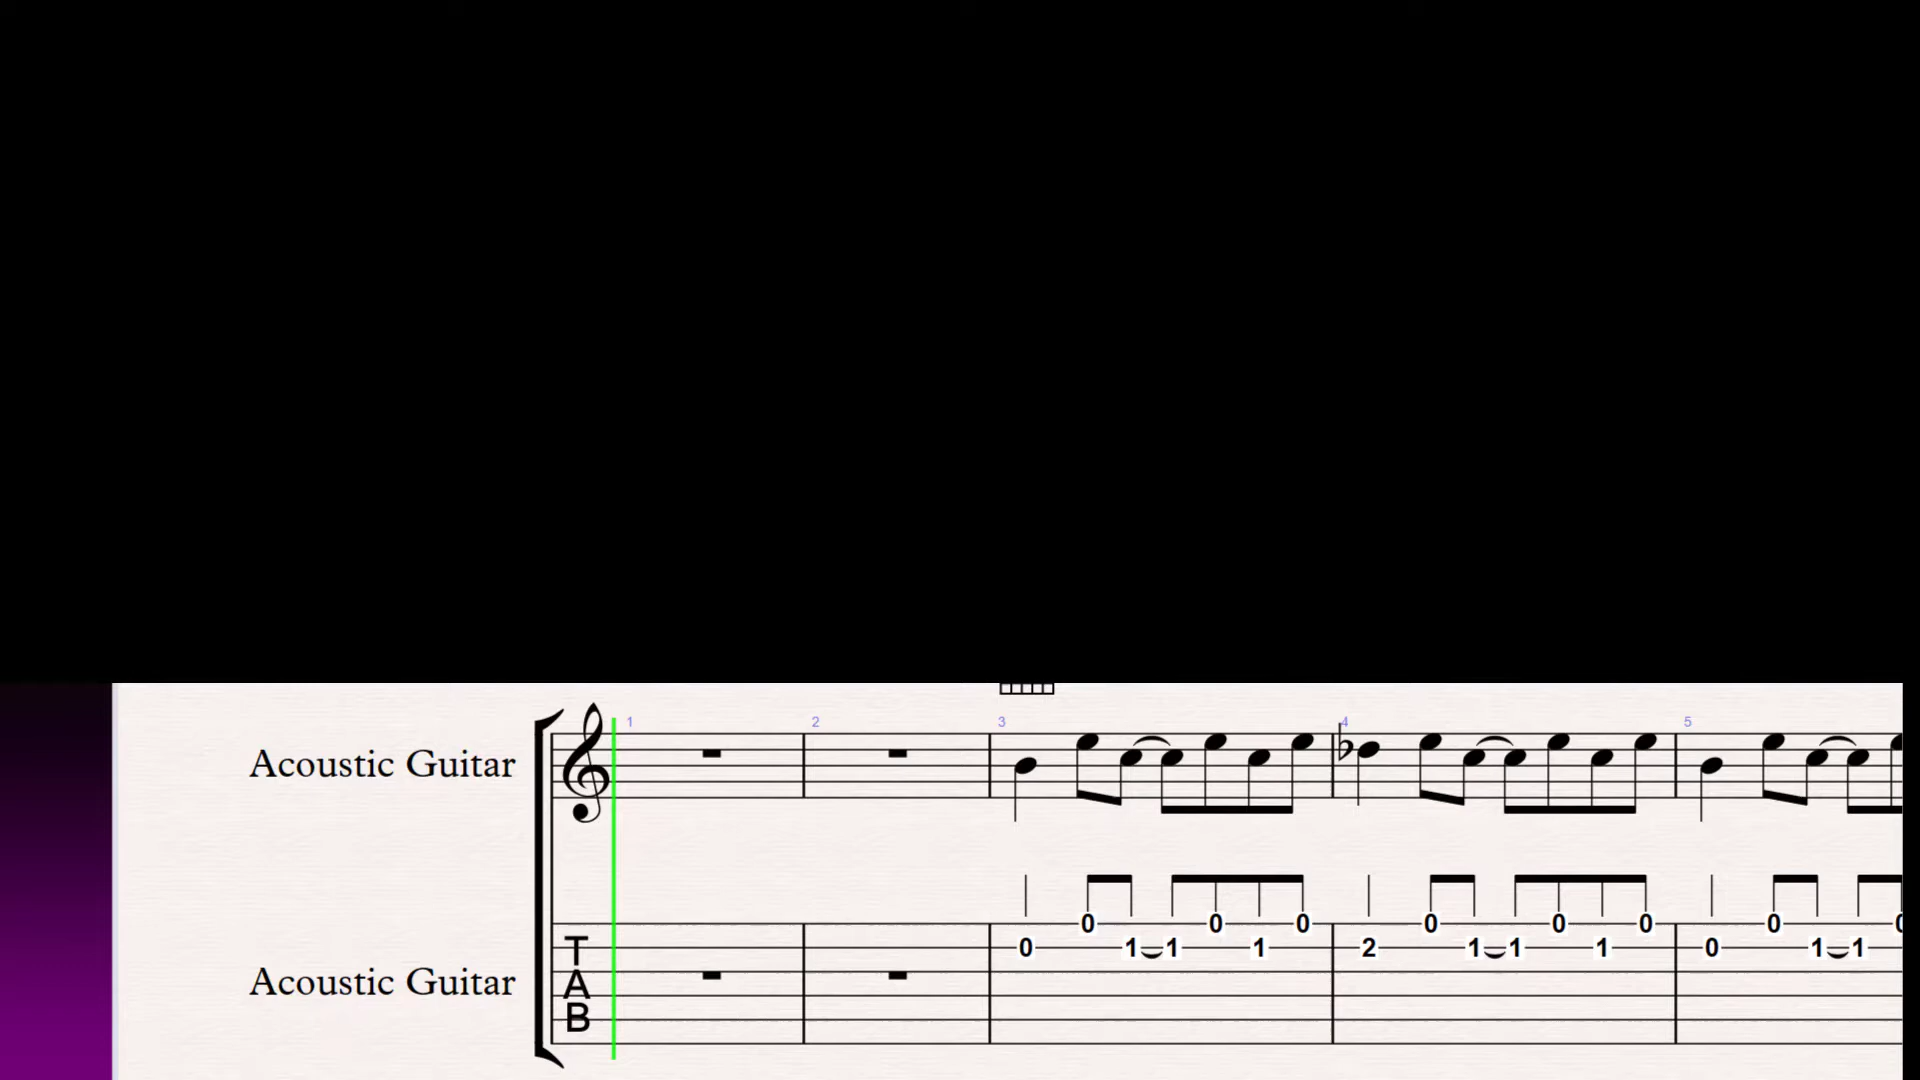 1 2 3 4 5
Acoustic Guitar
0 0 0
0 1 1 1
0 0 0
2 1 1 1
0 0
0 1 1
T
A
B
Acoustic Guitar